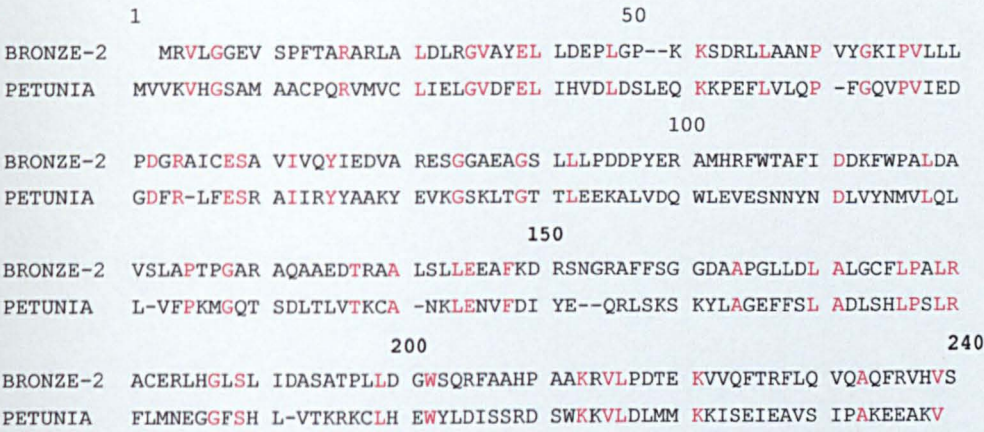 1 50
BRONZE-2 MRVLGGEV SPFTARARLA LDLRGVAYEL LDEPLGP--K KSDRLLAANP VYGKIPVLLL
PETUNIA MVVKVHGSAM AACPQRVMVC LIELGVDFEL IHVDLDSLEQ KKPEFLVLQP -FGQVPVIED
100
BRONZE-2 PDGRAICESA VIVQYIEDVA RESGGAEAGS LLLPDDPYER AMHRFWTAFI DDKFWPALDA
PETUNIA GDFR-LFESR AIIRYYAAKY EVKGSKLTGT TLEEKALVDQ WLEVESNNYN DLVYNMVLQL
150
BRONZE-2 VSLAPTPGAR AQAAEDTRAA LSLLEEAFKD RSNGRAFFSG GDAAPGLLDL ALGCFLPALR
PETUNIA L-VFPKMGQT SDLTLVTKCA -NKLENVFDI YE--QRLSKS KYLAGEFFSL ADLSHLPSLR
200 240
BRONZE-2 ACERLHGLSL IDASATPLLD GWSQRFAAHP AAKRVLPDTE KVVQFTRFLQ VQAQFRVHVS
PETUNIA FLMNEGGFSH L-VTKRKCLH EWYLDISSRD SWKKVLDLMM KKISEIEAVS IPAKEEAKV